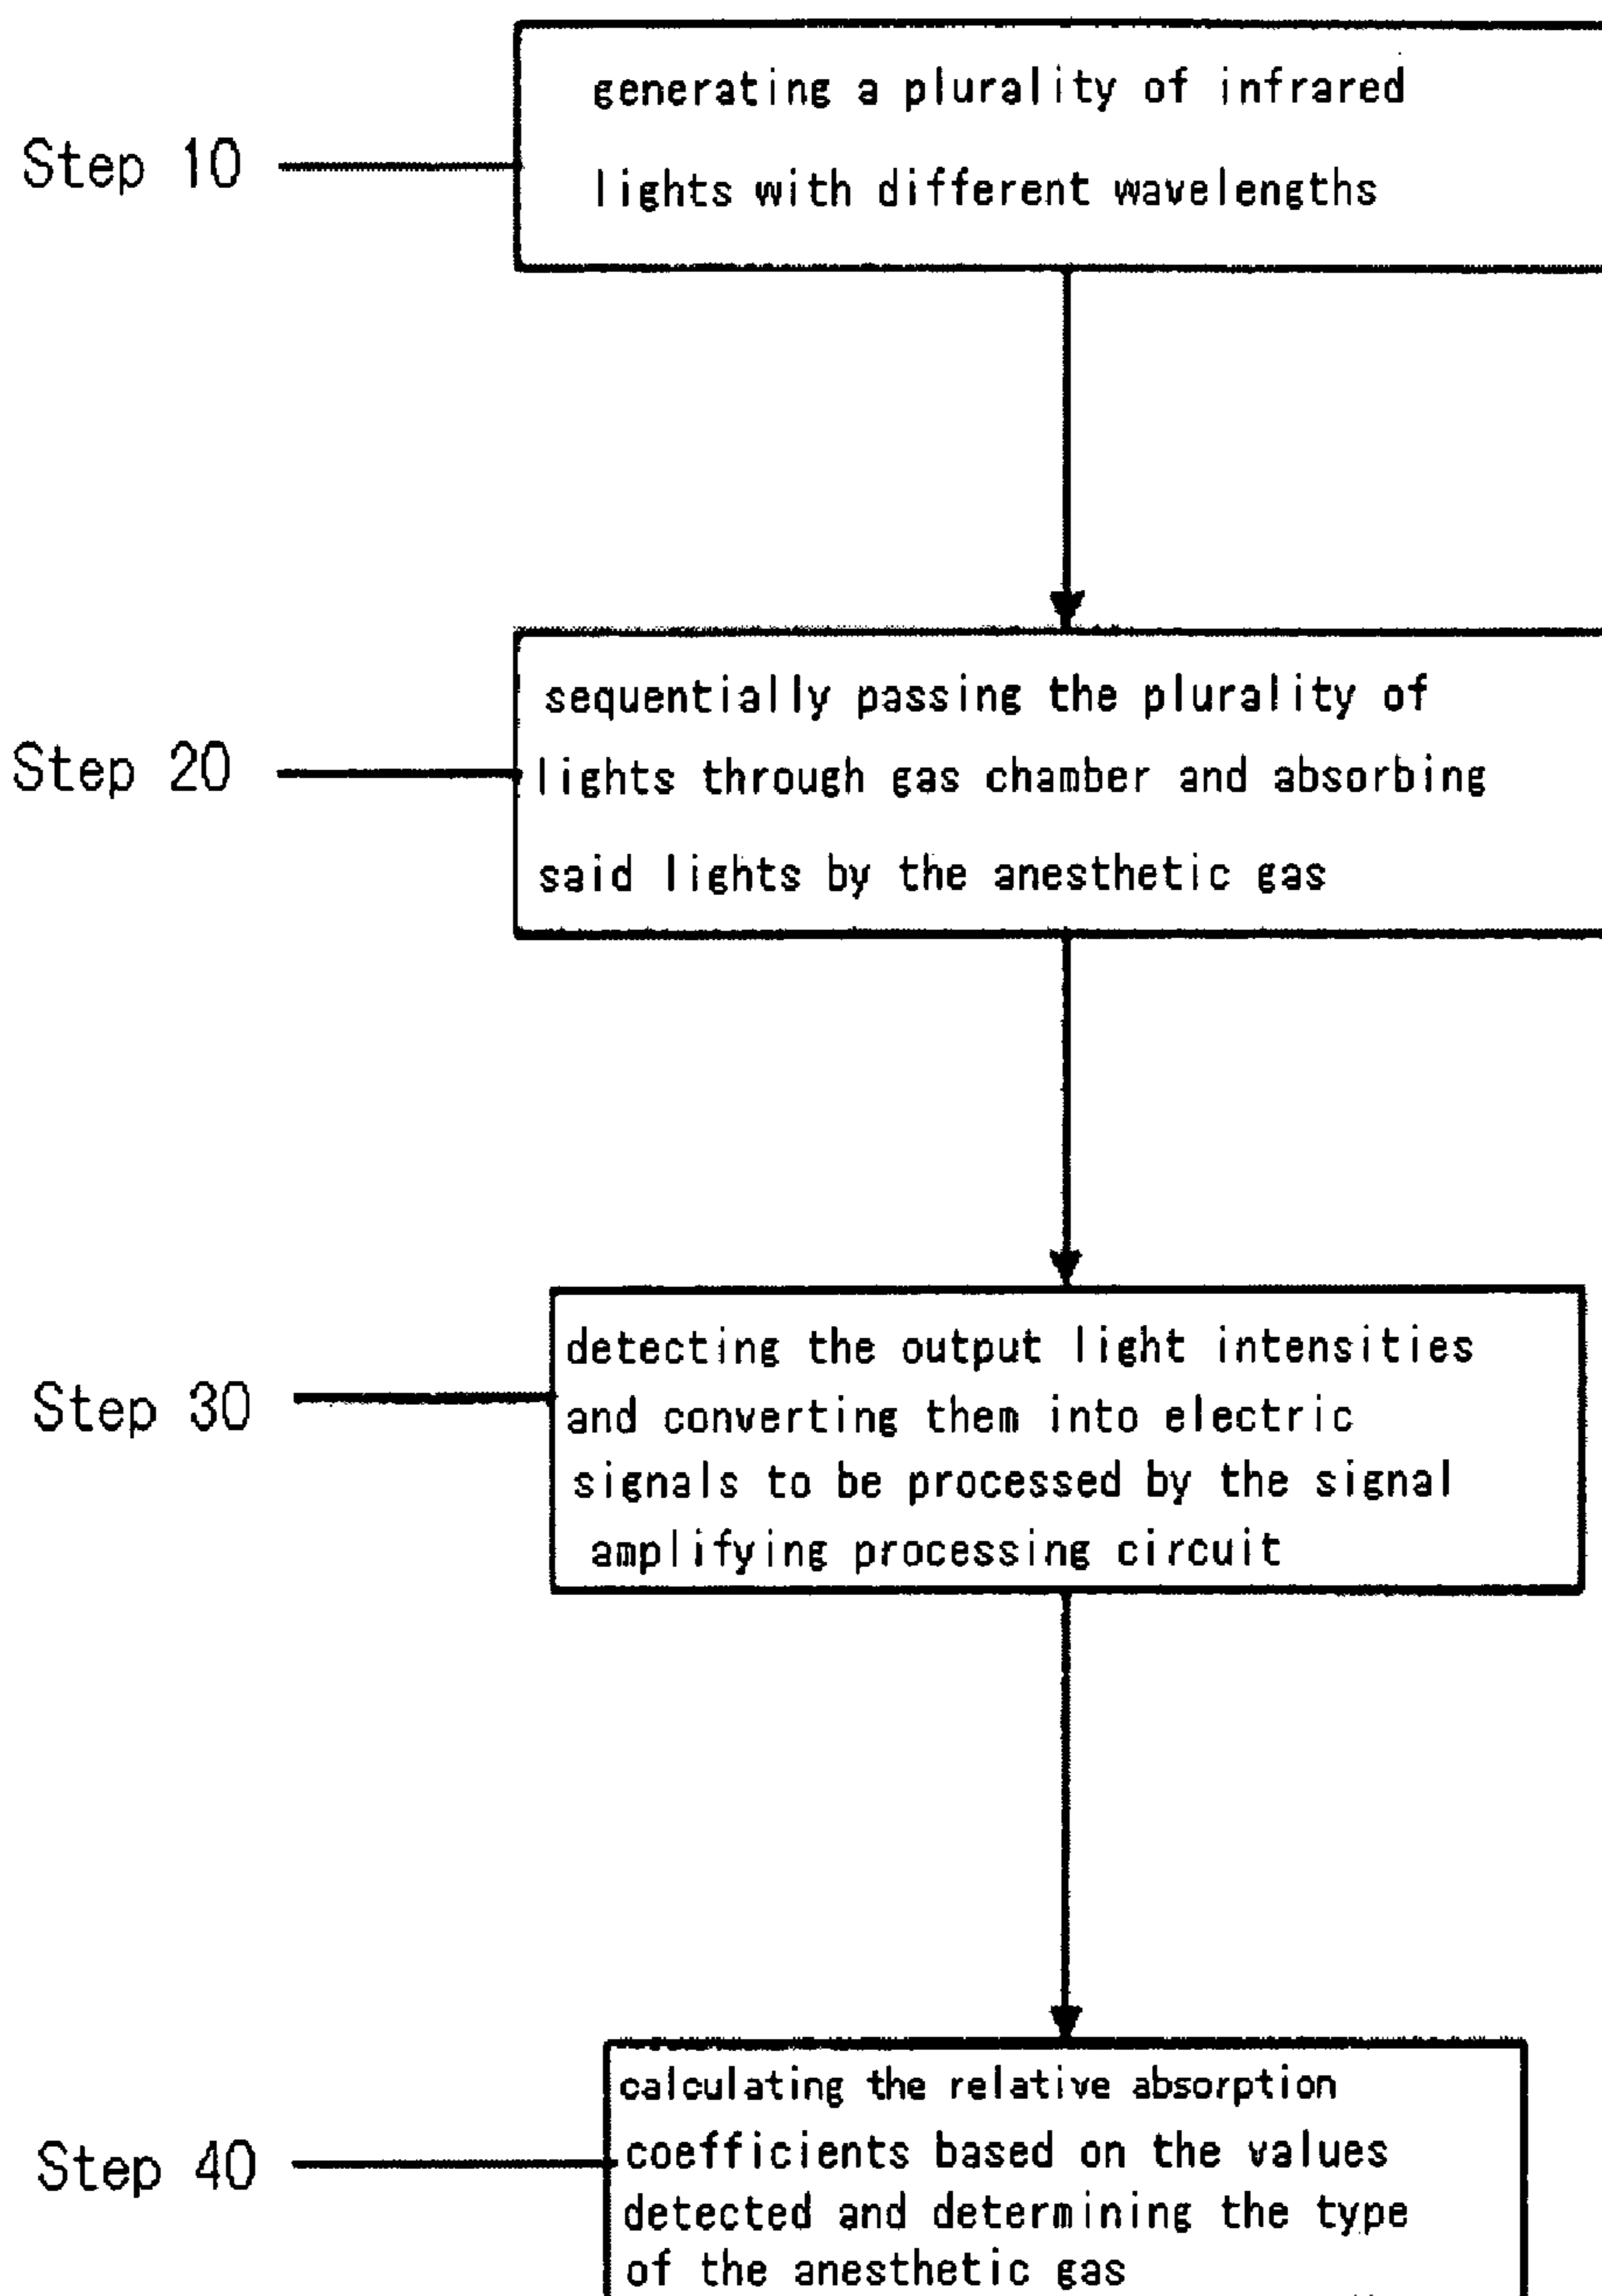 generating a plurality of infrared
Step 10
lights with different wavelengths
sequentially passing the plurality of
Step 20
lights through gas chamber and absorbing
said lights by the anesthetic gas
detecting the output light intensities
Step 30
and converting them into electric
signals to be processed by the signal
amplifying processing circuit
calculating the relative absorption
Step 40
coefficients based on the values
detected and determining the type
of the anesthetic gas